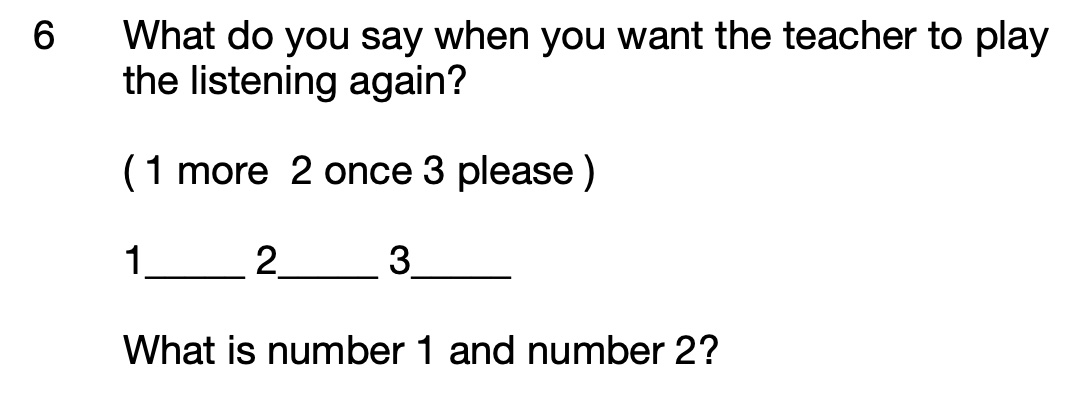 6 What do you say when you want the teacher to play
the listening again?
( 1 more 2 once 3 please )
1_____ 2_____ 3_____
What is number 1 and number 2?